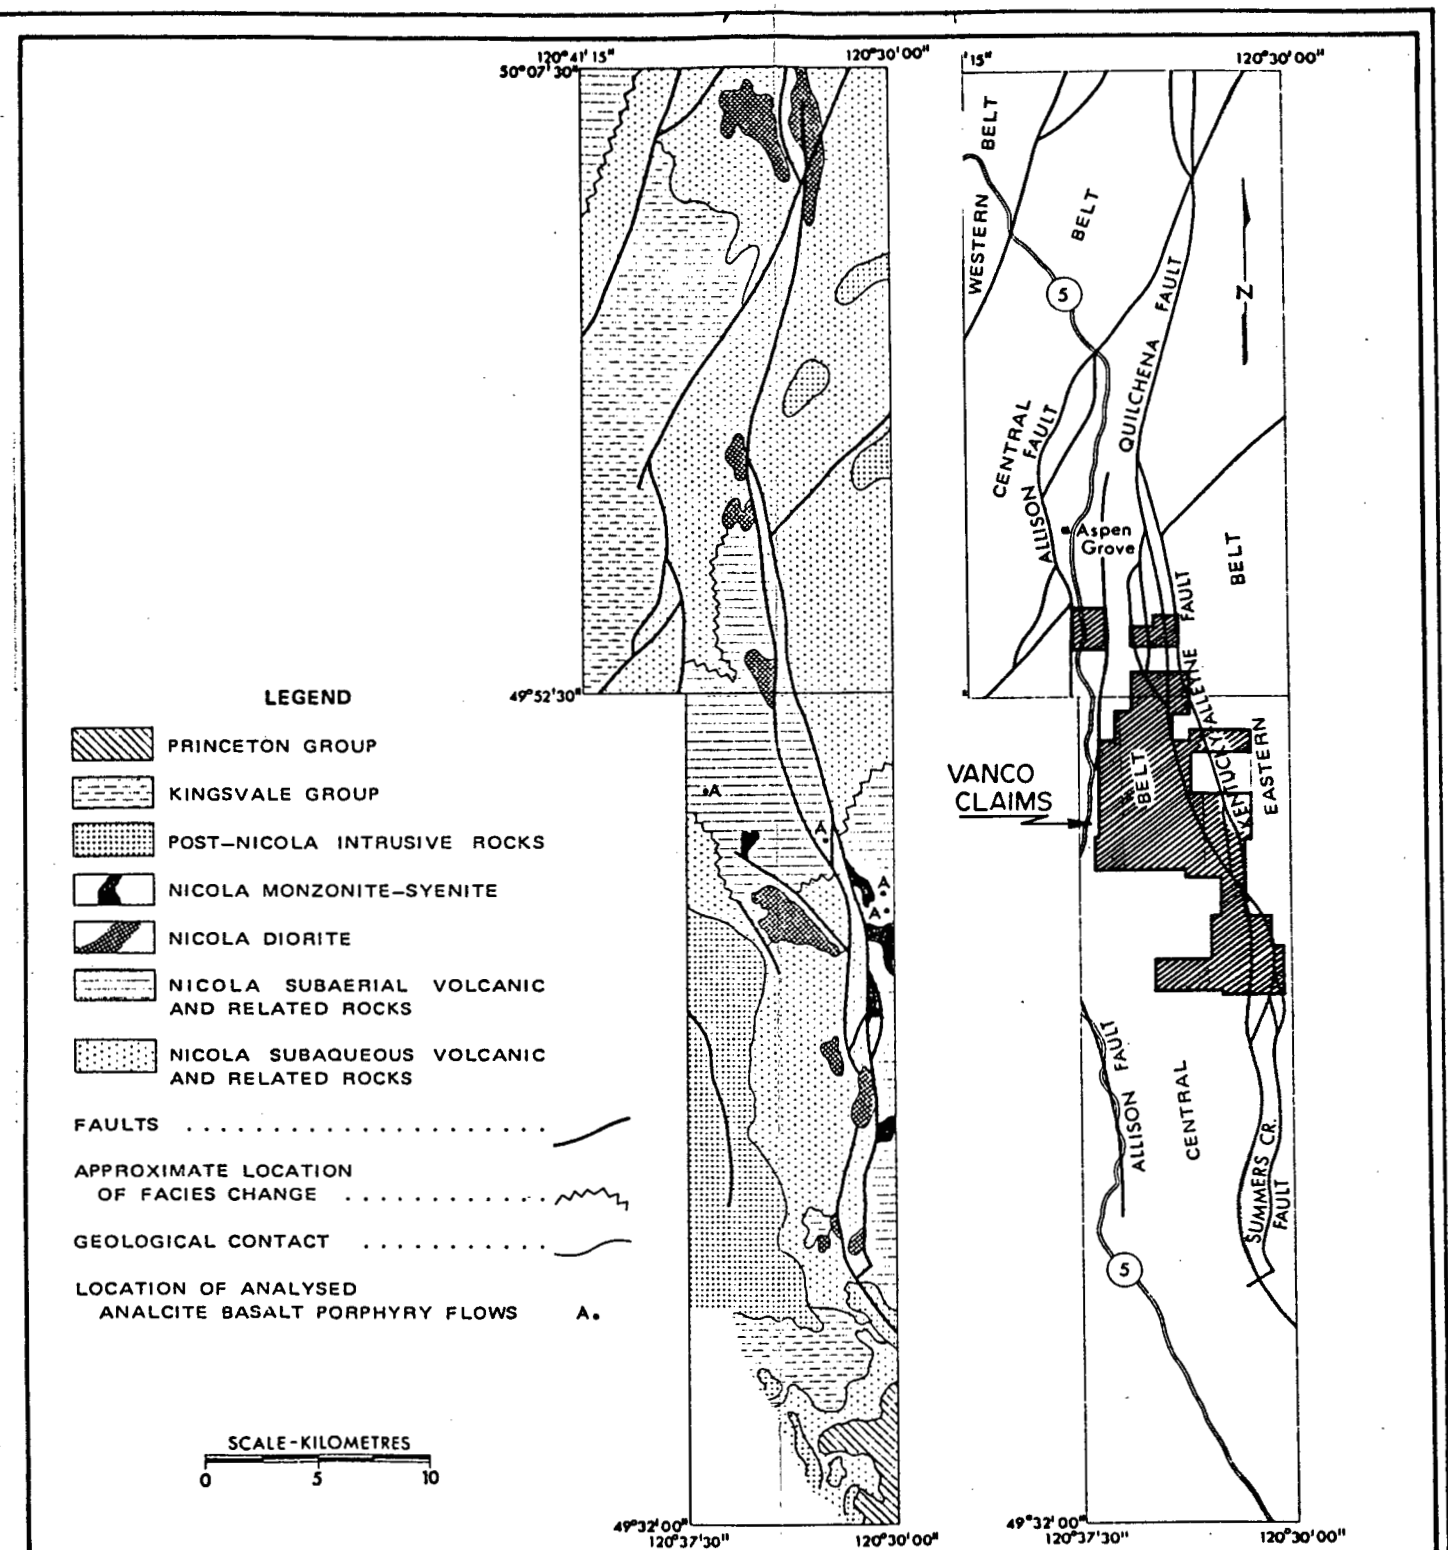 120°41'15"
120°30'00"
50°07'30"
49°52'30"
LEGEND
PRINCETON GROUP
KINGSVALE GROUP
POST-NICOLA INTRUSIVE ROCKS
NICOLA MONZONITE-SYENITE
NICOLA DIORITE
NICOLA SUBAERIAL VOLCANIC
AND RELATED ROCKS
NICOLA SUBAQUEOUS VOLCANIC
AND RELATED ROCKS
FAULTS
APPROXIMATE LOCATION
OF FACIES CHANGE
GEOLOGICAL CONTACT
LOCATION OF ANALYSED
ANALCITE BASALT PORPHYRY FLOWS A.
SCALE-KILOMETRES
0 5 10
A
A
A
A
49°32'00"
120°37'30"
120°30'00"
'15"
120°30'00"
WESTERN BELT
BELT
5
N
QUILCHENA FAULT
CENTRAL
ALLISON FAULT
Aspen
Grove
BELT
KENTUCKY-ALLEYNE FAULT
EASTERN
BELT
VANCO
CLAIMS
ALLISON FAULT
CENTRAL
SUMMERS CR.
FAULT
5
49°32'00"
120°37'30"
120°30'00"